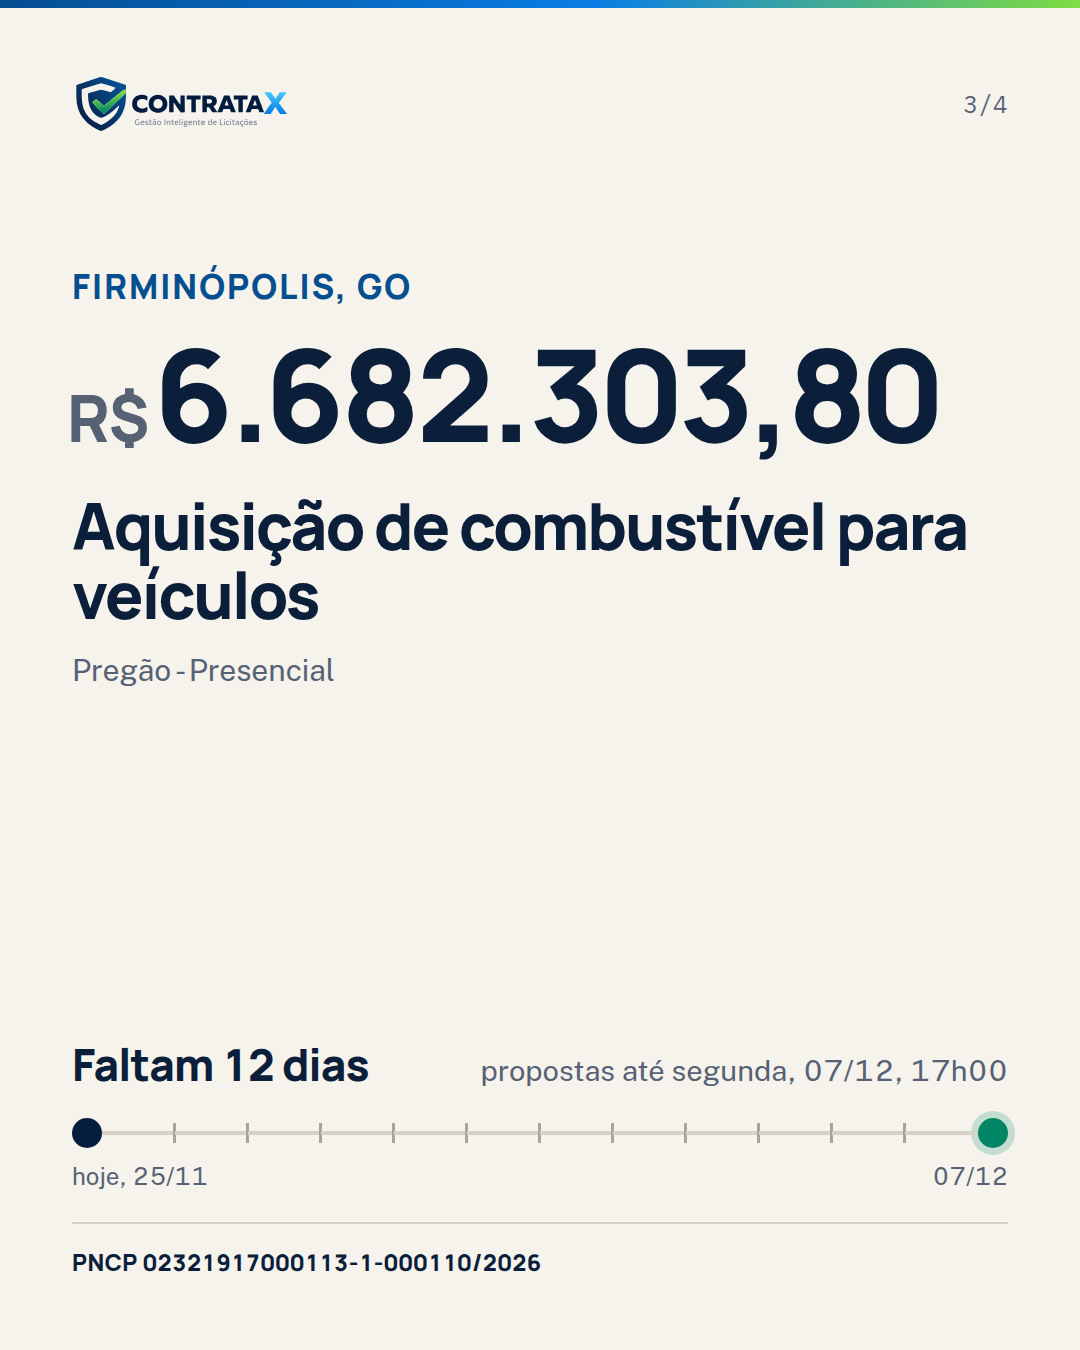 CONTRATAX
Gestão Inteligente de Licitações
3/4
FIRMINÓPOLIS, GO
R$ 6.682.303,80
Aquisição de combustível para
veículos
Pregão - Presencial
Faltam 12 dias
propostas até segunda, 07/12, 17h00
hoje, 25/11
07/12
PNCP 02321917000113-1-000110/2026